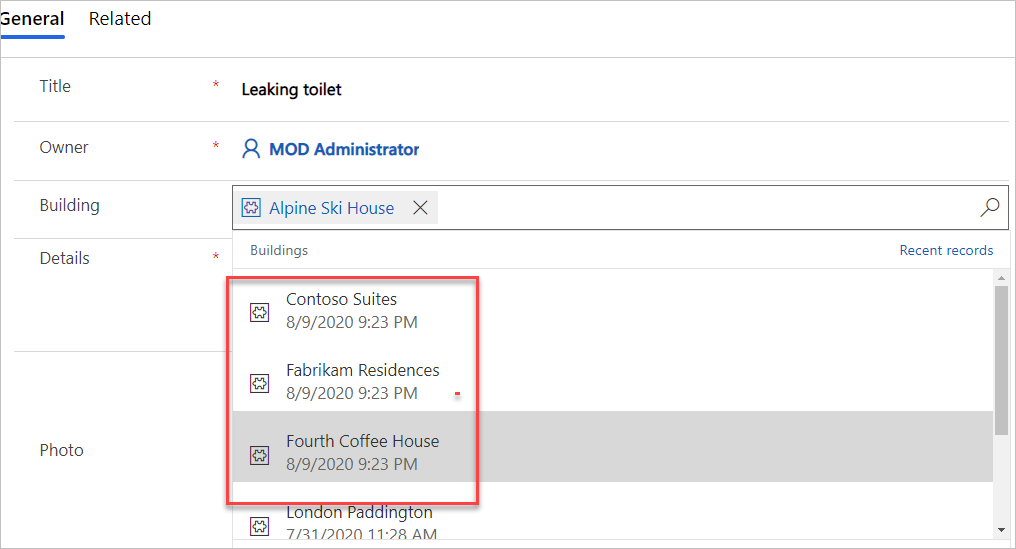 General Related
Title * Leaking toilet
Owner * MOD Administrator
Building Alpine Ski House
Details *
Buildings Recent records
Contoso Suites
8/9/2020 9:23 PM
Fabrikam Residences
8/9/2020 9:23 PM
Fourth Coffee House
8/9/2020 9:23 PM
Photo
London Paddington
7/31/2020 11:28 AM